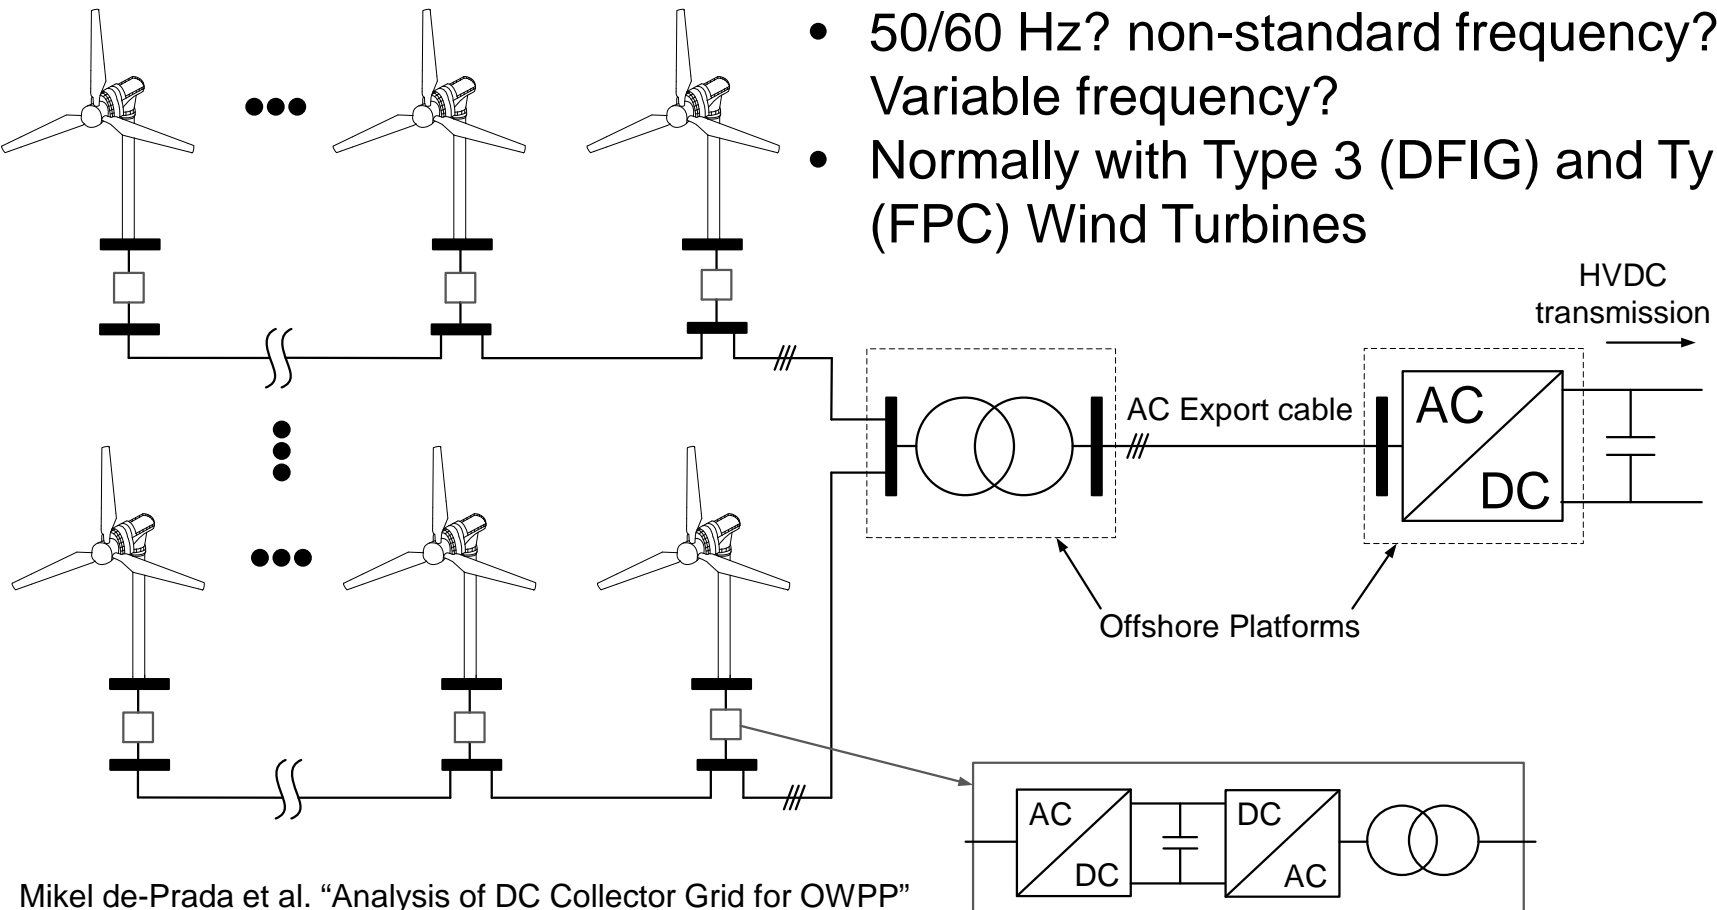 • 50/60 Hz? non-standard frequency?
Variable frequency?
• Normally with Type 3 (DFIG) and Ty
(FPC) Wind Turbines
HVDC
transmission
AC Export cable
AC
DC
Offshore Platforms
AC
DC
DC
AC
Mikel de-Prada et al. “Analysis of DC Collector Grid for OWPP”